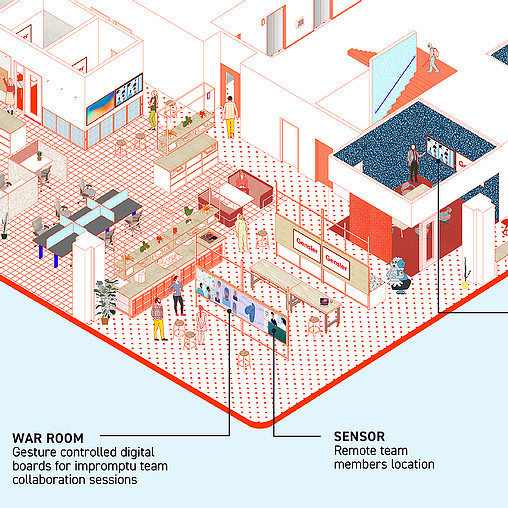 Gensler
Gensler
WAR ROOM
Gesture controlled digital
boards for impromptu team
collaboration sessions
SENSOR
Remote team
members location